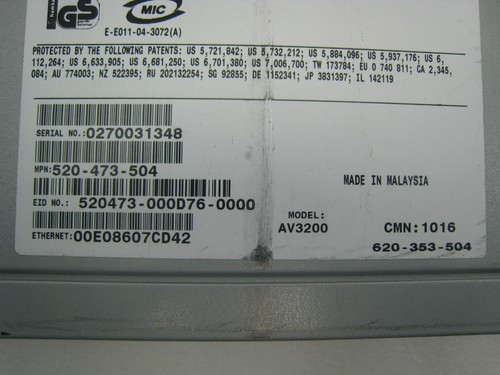 GS
MIC
E-E011-04-3072(A)
PROTECTED BY THE FOLLOWING PATENTS: US 5,721,842; US 5,732,212; US 5,884,096; US 5,937,176; US 6,
112,264; US 6,633,905; US 6,681,250; US 6,701,380; US 7,006,700; TW 173784; EU 0 740 811; CA 2,345,
084; AU 774003; NZ 522395; RU 202132254; SG 92855; DE 1152341; JP 3831397; IL 142119
SERIAL NO.:0270031348
MPN:520-473-504
MADE IN MALAYSIA
EID NO.: 520473-000D76-0000
MODEL:
AV3200
CMN:1016
ETHERNET:00E08607CD42
620-353-504